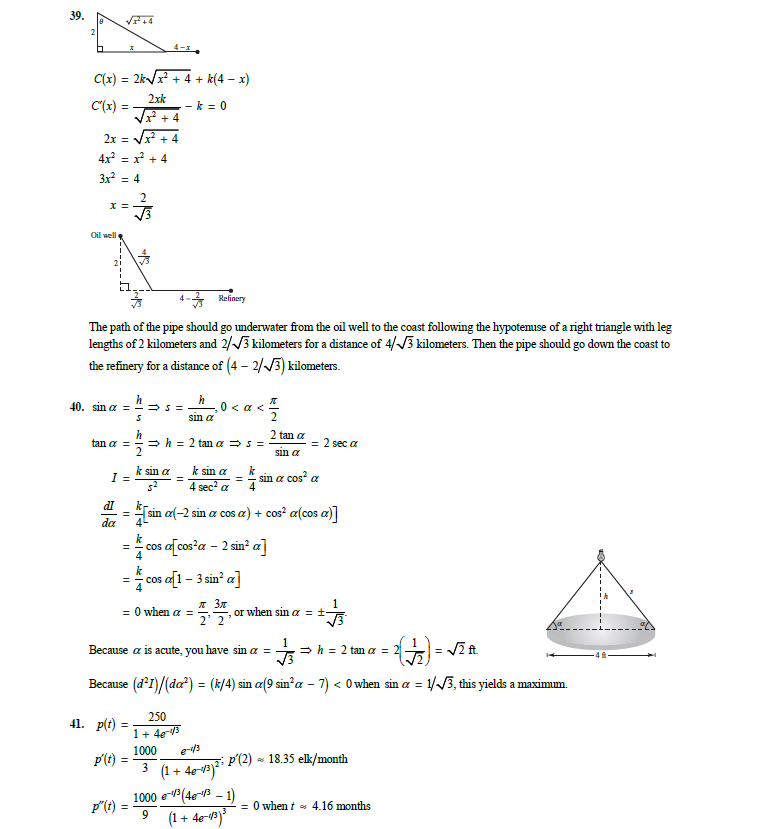 39.
θ √(x² + 4)
2
x 4 − x
C(x) = 2k√(x² + 4) + k(4 − x)
C′(x) = 2xk/√(x² + 4) − k = 0
2x = √(x² + 4)
4x² = x² + 4
3x² = 4
x = 2/√3
Oil well
2 4/√3
2/√3 4 − 2/√3 Refinery
The path of the pipe should go underwater from the oil well to the coast following the hypotenuse of a right triangle with leg
lengths of 2 kilometers and 2/√3 kilometers for a distance of 4/√3 kilometers. Then the pipe should go down the coast to
the refinery for a distance of (4 − 2/√3) kilometers.
40. sin α = h/s ⇒ s = h/sin α, 0 < α < π/2
tan α = h/2 ⇒ h = 2 tan α ⇒ s = 2 tan α/sin α = 2 sec α
I = k sin α/s² = k sin α/4 sec² α = k/4 sin α cos² α
dI/dα = k/4[sin α(−2 sin α cos α) + cos² α(cos α)]
= k/4 cos α[cos² α − 2 sin² α]
= k/4 cos α[1 − 3 sin² α]
= 0 when α = π/2, 3π/2, or when sin α = ±1/√3.
Because α is acute, you have sin α = 1/√3 ⇒ h = 2 tan α = 2(1/√2) = √2 ft.
Because (d²I)/(dα²) = (k/4) sin α(9 sin² α − 7) < 0 when sin α = 1/√3, this yields a maximum.
h s
α α
4 ft
41. p(t) = 250/(1 + 4e^(−t/3))
p′(t) = 1000/3 e^(−t/3)/(1 + 4e^(−t/3))²; p′(2) ≈ 18.35 elk/month
p″(t) = 1000/9 e^(−t/3)(4e^(−t/3) − 1)/(1 + 4e^(−t/3))³ = 0 when t ≈ 4.16 months